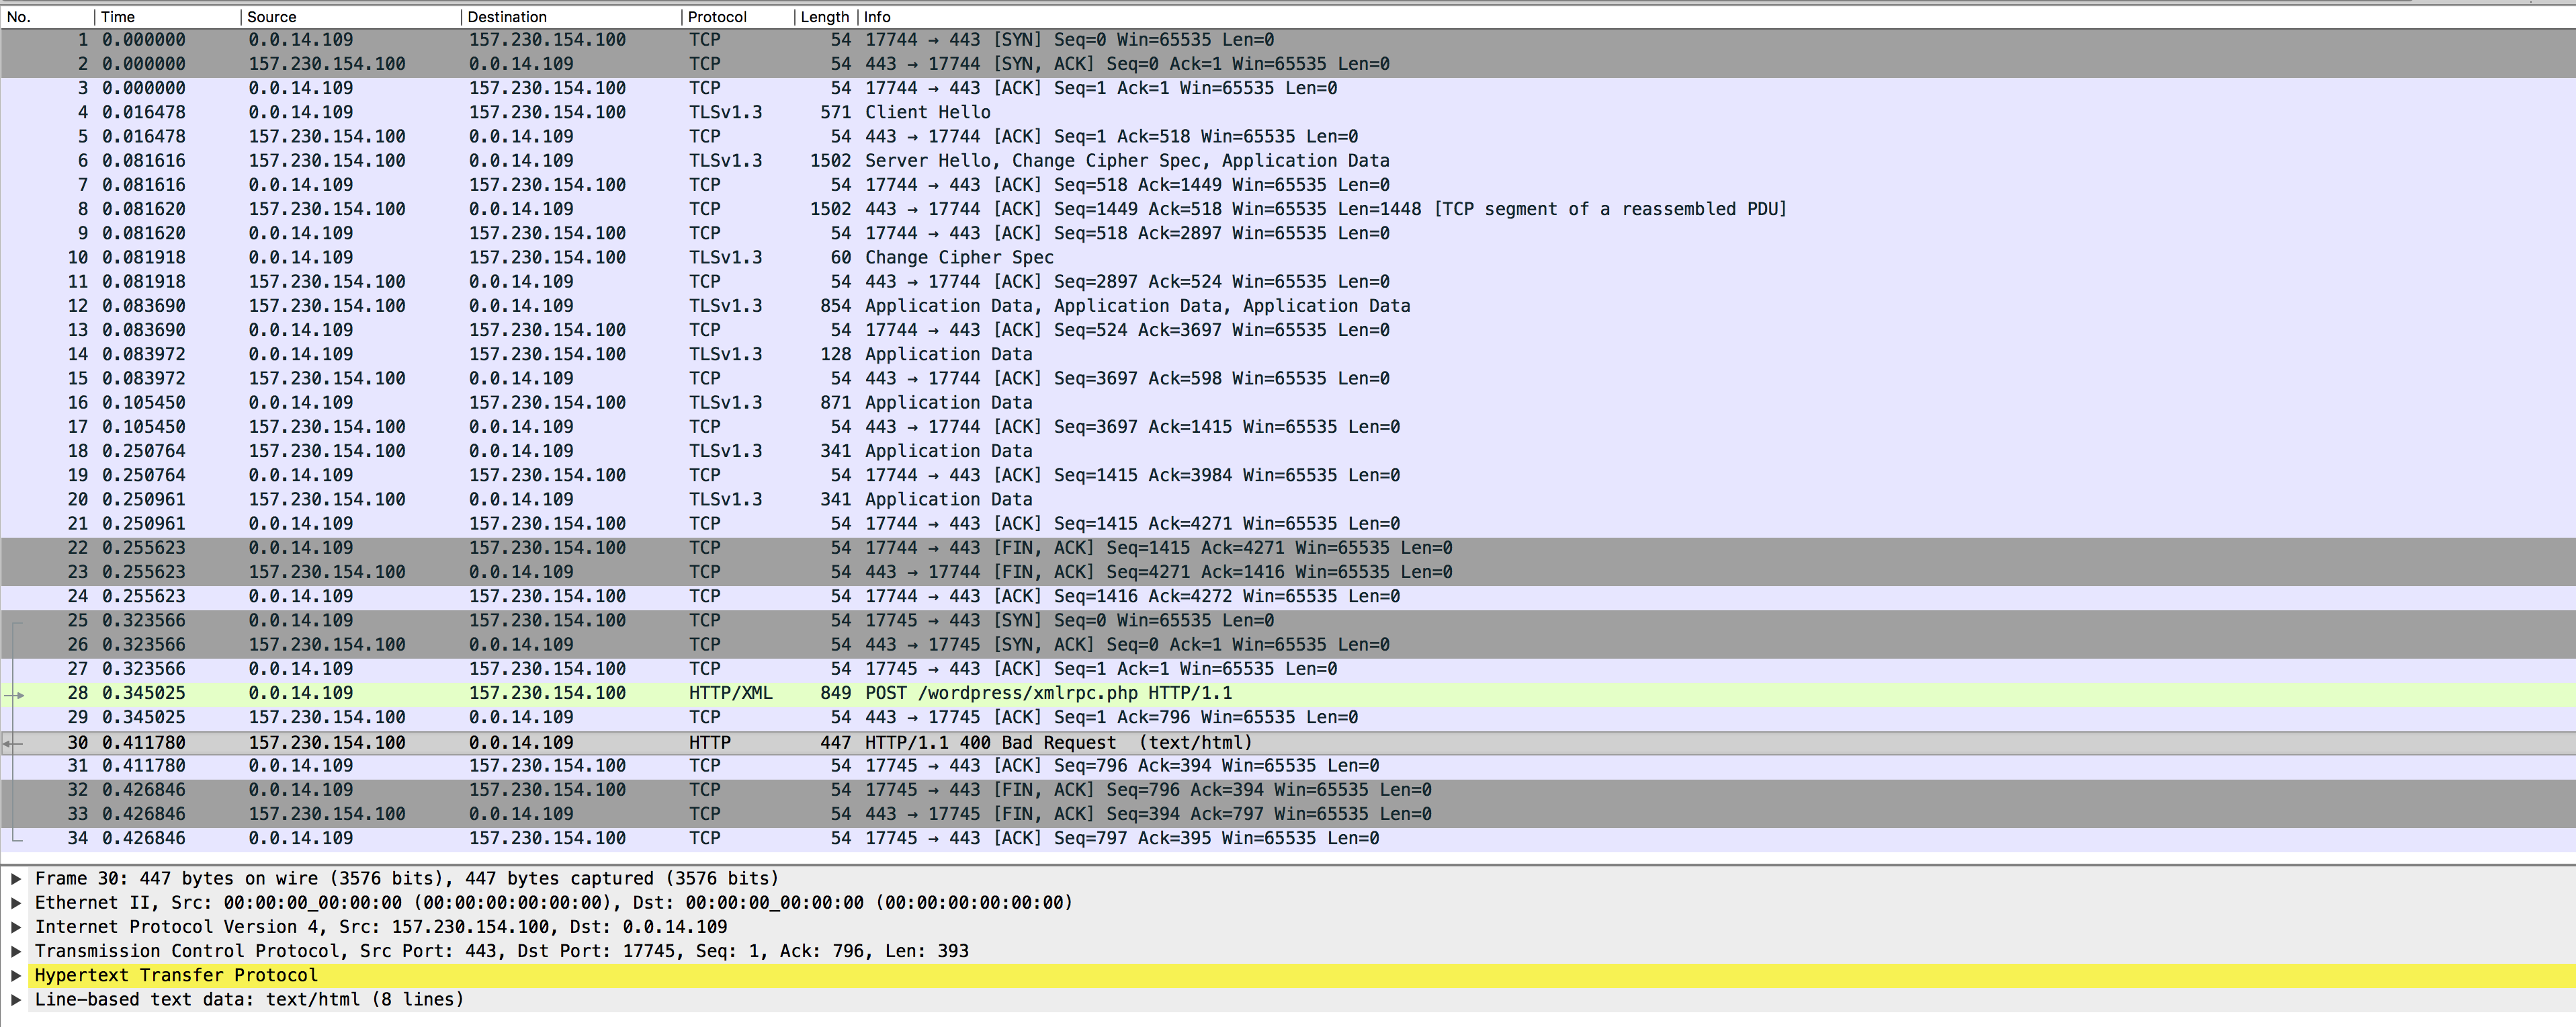 No. Time Source Destination Protocol Length Info
1 0.000000 0.0.14.109 157.230.154.100 TCP 54 17744 → 443 [SYN] Seq=0 Win=65535 Len=0
2 0.000000 157.230.154.100 0.0.14.109 TCP 54 443 → 17744 [SYN, ACK] Seq=0 Ack=1 Win=65535 Len=0
3 0.000000 0.0.14.109 157.230.154.100 TCP 54 17744 → 443 [ACK] Seq=1 Ack=1 Win=65535 Len=0
4 0.016478 0.0.14.109 157.230.154.100 TLSv1.3 571 Client Hello
5 0.016478 157.230.154.100 0.0.14.109 TCP 54 443 → 17744 [ACK] Seq=1 Ack=518 Win=65535 Len=0
6 0.081616 157.230.154.100 0.0.14.109 TLSv1.3 1502 Server Hello, Change Cipher Spec, Application Data
7 0.081616 0.0.14.109 157.230.154.100 TCP 54 17744 → 443 [ACK] Seq=518 Ack=1449 Win=65535 Len=0
8 0.081620 157.230.154.100 0.0.14.109 TCP 1502 443 → 17744 [ACK] Seq=1449 Ack=518 Win=65535 Len=1448 [TCP segment of a reassembled PDU]
9 0.081620 0.0.14.109 157.230.154.100 TCP 54 17744 → 443 [ACK] Seq=518 Ack=2897 Win=65535 Len=0
10 0.081918 0.0.14.109 157.230.154.100 TLSv1.3 60 Change Cipher Spec
11 0.081918 157.230.154.100 0.0.14.109 TCP 54 443 → 17744 [ACK] Seq=2897 Ack=524 Win=65535 Len=0
12 0.083690 157.230.154.100 0.0.14.109 TLSv1.3 854 Application Data, Application Data, Application Data
13 0.083690 0.0.14.109 157.230.154.100 TCP 54 17744 → 443 [ACK] Seq=524 Ack=3697 Win=65535 Len=0
14 0.083972 0.0.14.109 157.230.154.100 TLSv1.3 128 Application Data
15 0.083972 157.230.154.100 0.0.14.109 TCP 54 443 → 17744 [ACK] Seq=3697 Ack=598 Win=65535 Len=0
16 0.105450 0.0.14.109 157.230.154.100 TLSv1.3 871 Application Data
17 0.105450 157.230.154.100 0.0.14.109 TCP 54 443 → 17744 [ACK] Seq=3697 Ack=1415 Win=65535 Len=0
18 0.250764 157.230.154.100 0.0.14.109 TLSv1.3 341 Application Data
19 0.250764 0.0.14.109 157.230.154.100 TCP 54 17744 → 443 [ACK] Seq=1415 Ack=3984 Win=65535 Len=0
20 0.250961 157.230.154.100 0.0.14.109 TLSv1.3 341 Application Data
21 0.250961 0.0.14.109 157.230.154.100 TCP 54 17744 → 443 [ACK] Seq=1415 Ack=4271 Win=65535 Len=0
22 0.255623 0.0.14.109 157.230.154.100 TCP 54 17744 → 443 [FIN, ACK] Seq=1415 Ack=4271 Win=65535 Len=0
23 0.255623 157.230.154.100 0.0.14.109 TCP 54 443 → 17744 [FIN, ACK] Seq=4271 Ack=1416 Win=65535 Len=0
24 0.255623 0.0.14.109 157.230.154.100 TCP 54 17744 → 443 [ACK] Seq=1416 Ack=4272 Win=65535 Len=0
25 0.323566 0.0.14.109 157.230.154.100 TCP 54 17745 → 443 [SYN] Seq=0 Win=65535 Len=0
26 0.323566 157.230.154.100 0.0.14.109 TCP 54 443 → 17745 [SYN, ACK] Seq=0 Ack=1 Win=65535 Len=0
27 0.323566 0.0.14.109 157.230.154.100 TCP 54 17745 → 443 [ACK] Seq=1 Ack=1 Win=65535 Len=0
28 0.345025 0.0.14.109 157.230.154.100 HTTP/XML 849 POST /wordpress/xmlrpc.php HTTP/1.1
29 0.345025 157.230.154.100 0.0.14.109 TCP 54 443 → 17745 [ACK] Seq=1 Ack=796 Win=65535 Len=0
30 0.411780 157.230.154.100 0.0.14.109 HTTP 447 HTTP/1.1 400 Bad Request (text/html)
31 0.411780 0.0.14.109 157.230.154.100 TCP 54 17745 → 443 [ACK] Seq=796 Ack=394 Win=65535 Len=0
32 0.426846 0.0.14.109 157.230.154.100 TCP 54 17745 → 443 [FIN, ACK] Seq=796 Ack=394 Win=65535 Len=0
33 0.426846 157.230.154.100 0.0.14.109 TCP 54 443 → 17745 [FIN, ACK] Seq=394 Ack=797 Win=65535 Len=0
34 0.426846 0.0.14.109 157.230.154.100 TCP 54 17745 → 443 [ACK] Seq=797 Ack=395 Win=65535 Len=0
Frame 30: 447 bytes on wire (3576 bits), 447 bytes captured (3576 bits)
Ethernet II, Src: 00:00:00_00:00:00 (00:00:00:00:00:00), Dst: 00:00:00_00:00:00 (00:00:00:00:00:00)
Internet Protocol Version 4, Src: 157.230.154.100, Dst: 0.0.14.109
Transmission Control Protocol, Src Port: 443, Dst Port: 17745, Seq: 1, Ack: 796, Len: 393
Hypertext Transfer Protocol
Line-based text data: text/html (8 lines)